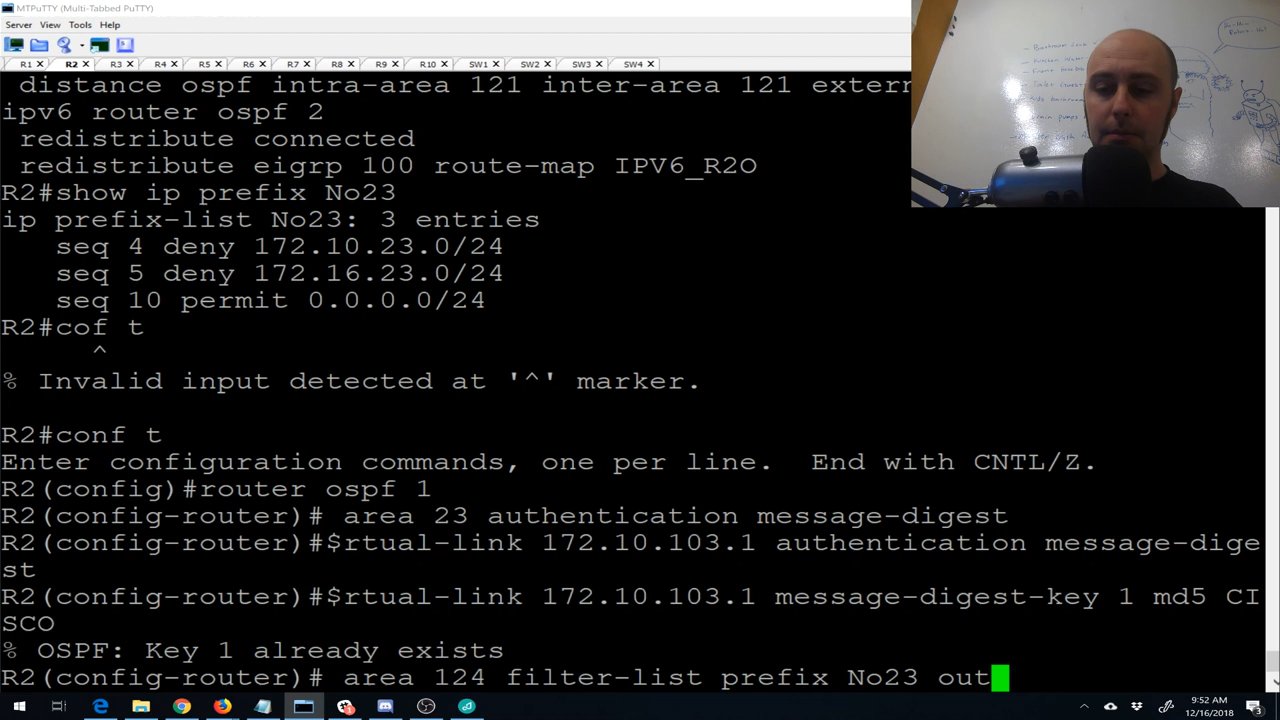 MTPuTTY (Multi-Tabbed PuTTY)
Server View Tools Help
R1 R2 R3 R4 R5 R6 R7 R8 R9 R10 SW1 SW2 SW3 SW4
distance ospf intra-area 121 inter-area 121 extern
ipv6 router ospf 2
redistribute connected
redistribute eigrp 100 route-map IPV6_R2O
R2#show ip prefix No23
ip prefix-list No23: 3 entries
seq 4 deny 172.10.23.0/24
seq 5 deny 172.16.23.0/24
seq 10 permit 0.0.0.0/24
R2#cof t
^
% Invalid input detected at '^' marker.
R2#conf t
Enter configuration commands, one per line. End with CNTL/Z.
R2(config)#router ospf 1
R2(config-router)# area 23 authentication message-digest
R2(config-router)#$rtual-link 172.10.103.1 authentication message-dige
st
R2(config-router)#$rtual-link 172.10.103.1 message-digest-key 1 md5 CI
SCO
% OSPF: Key 1 already exists
R2(config-router)# area 124 filter-list prefix No23 out
9:52 AM
12/16/2018
3